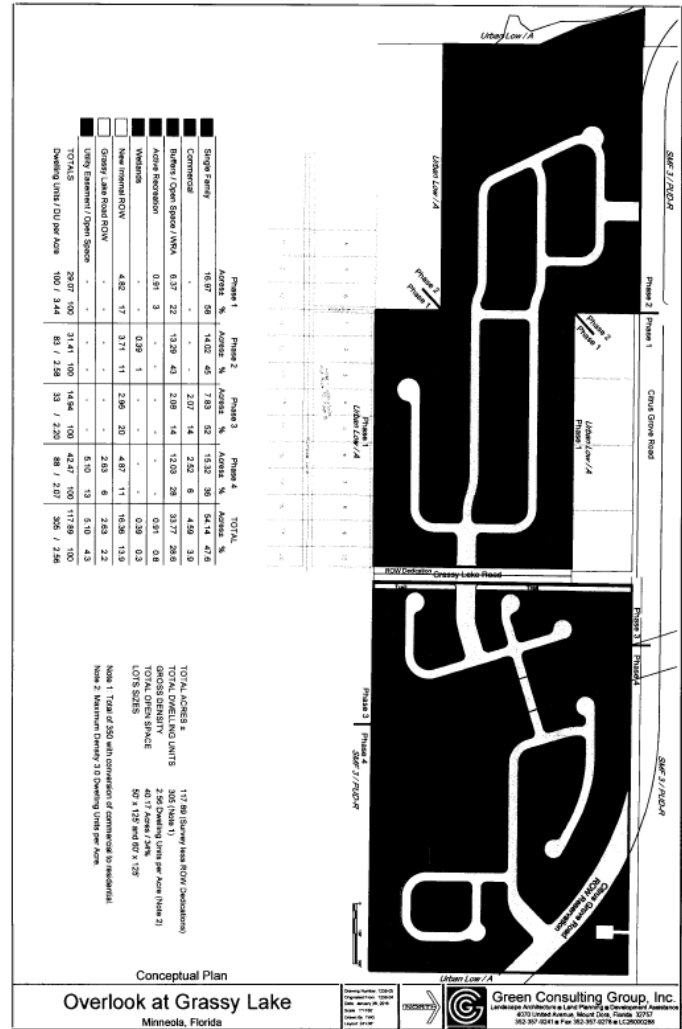 Urban Low / A
SMF 3 / PUD-R
Urban Low / A
Phase 2
Phase 1
Phase 2
Phase 1
Phase 2
Phase 1
Citrus Grove Road
Urban Low / A
Phase 1
Phase 1
Urban Low / A
ROW Dedication
Grassy Lake Road
Trail
Trail
Phase 3
Phase 4
Phase 3
Phase 4
SMF 3 / PUD-R
SMF 3 / PUD-R
Citrus Grove Road
ROW Reservation
Urban Low / A
Phase 1 Phase 2 Phase 3 Phase 4 TOTAL
Acres± % Acres± % Acres± % Acres± % Acres± %
Single Family 16.97 58 14.02 45 7.83 52 15.32 36 54.14 47.6
Commercial - - 2.07 14 2.52 6 4.59 3.9
Buffers / Open Space / WRA 6.37 22 13.29 43 2.08 14 12.03 28 33.77 28.6
Active Recreation 0.91 3 - - - 0.91 0.8
Wetlands - 0.39 1 - - 0.39 0.3
New Internal ROW 4.82 17 3.71 11 2.96 20 4.87 11 16.36 13.9
Grassy Lake Road ROW - - - 2.63 6 2.63 2.2
Utility Easement / Open Space - - - 5.10 13 5.10 4.3
TOTALS 29.07 100 31.41 100 14.94 100 42.47 100 117.89 100
Dwelling Units / DU per Acre 100 / 3.44 83 / 2.58 33 / 2.20 88 / 2.07 305 / 2.56
TOTAL ACRES ± 117.89 (Survey less ROW Dedications)
TOTAL DWELLING UNITS 305 (Note 1)
GROSS DENSITY 2.56 Dwelling Units per Acre (Note 2)
TOTAL OPEN SPACE 40.17 Acres / 34%
LOTS SIZES 50' x 125' and 60' x 125'
Note 1: Total of 350 with conversion of commercial to residential.
Note 2: Maximum Density 3.0 Dwelling Units per Acre.
Conceptual Plan
Overlook at Grassy Lake
Minneola, Florida
NORTH
Green Consulting Group, Inc.
Landscape Architecture Land Planning Development Assistance
4070 United Avenue, Mount Dora, Florida 32757
352-357-9241 Fax 352-357-9276 LC26000266